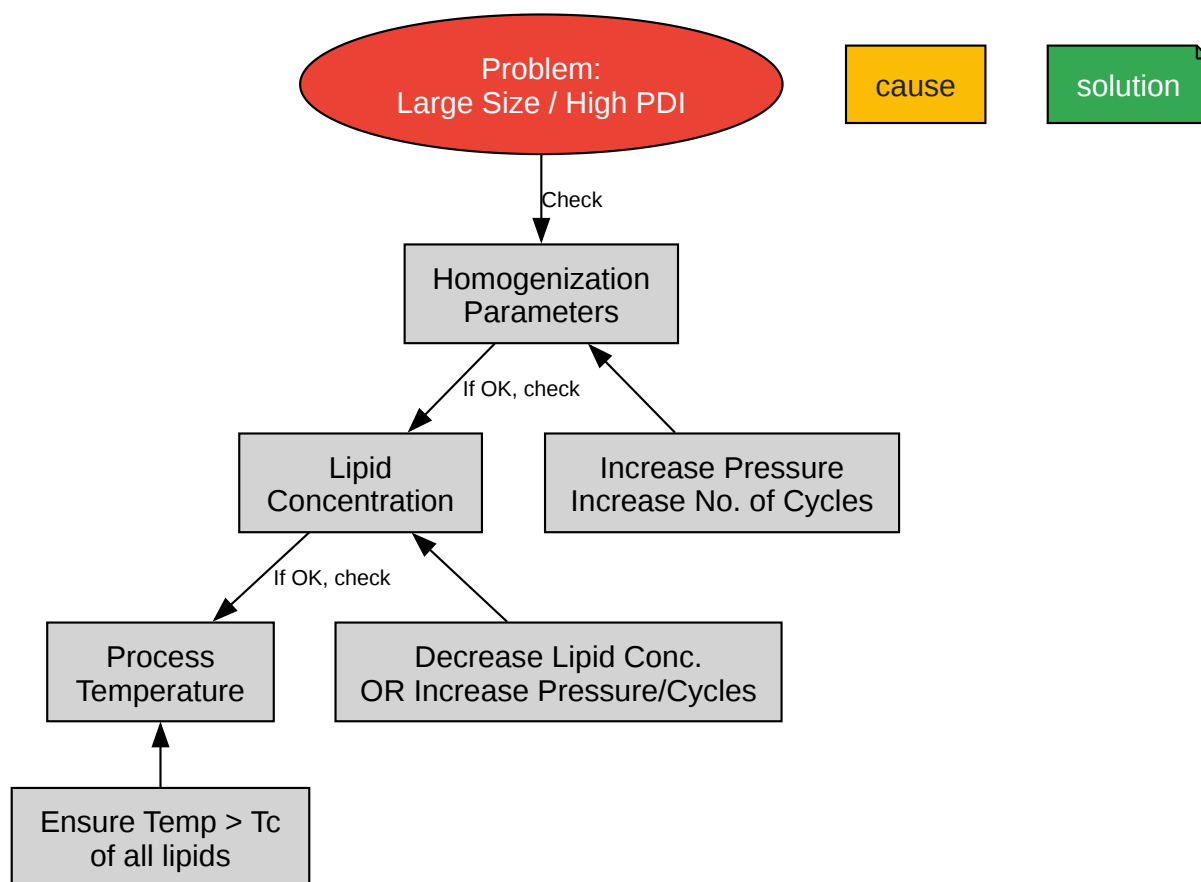 Problem:
Large Size / High PDI
cause
solution
Check
Homogenization
Parameters
If OK, check
Lipid
Concentration
Increase Pressure
Increase No. of Cycles
If OK, check
Process
Temperature
Decrease Lipid Conc.
OR Increase Pressure/Cycles
Ensure Temp > Tc
of all lipids